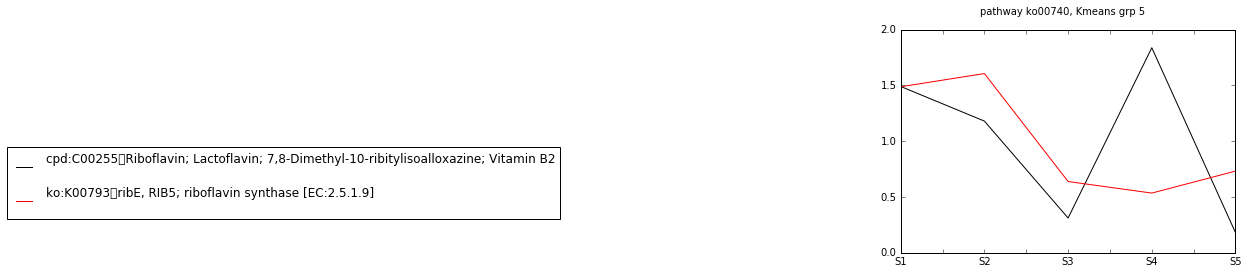 pathway ko00740, Kmeans grp 5
2.0
1.5
1.0
0.5
0.0
S1 S2 S3 S4 S5
cpd:C00255▯Riboflavin; Lactoflavin; 7,8-Dimethyl-10-ribitylisoalloxazine; Vitamin B2
ko:K00793▯ribE, RIB5; riboflavin synthase [EC:2.5.1.9]